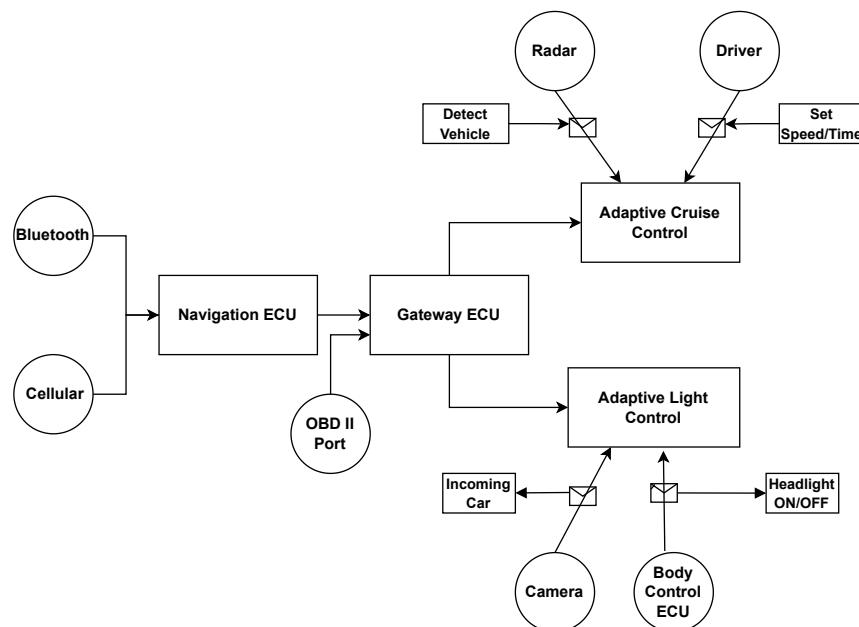 Radar
Driver
Detect
Vehicle
Set
Speed/Time
Adaptive Cruise
Control
Bluetooth
Navigation ECU
Gateway ECU
Cellular
OBD II
Port
Adaptive Light
Control
Incoming
Car
Headlight
ON/OFF
Camera
Body
Control
ECU